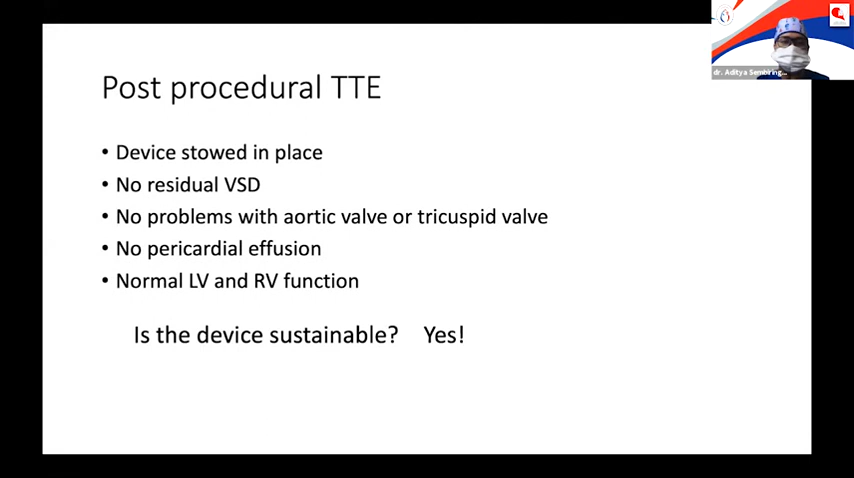 Post procedural TTE
• Device stowed in place
• No residual VSD
• No problems with aortic valve or tricuspid valve
• No pericardial effusion
• Normal LV and RV function
Is the device sustainable? Yes!
dr. Aditya Sembiring...